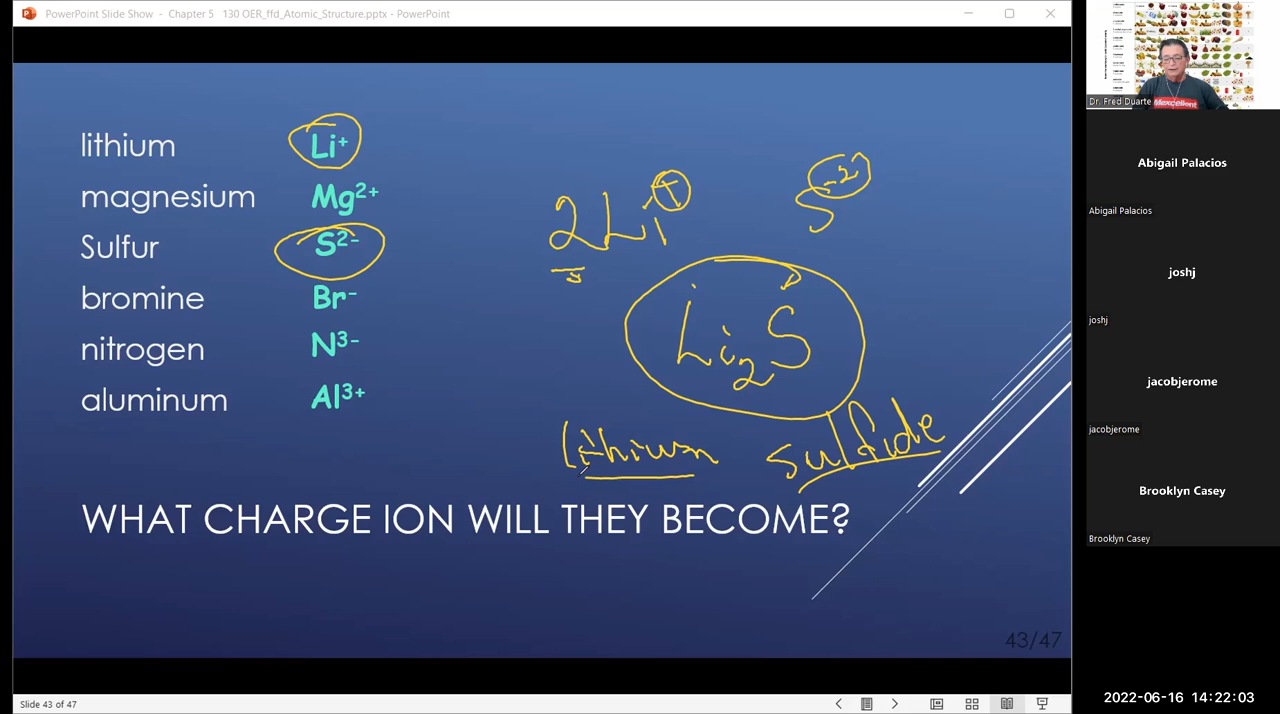 PowerPoint Slide Show - Chapter 5 130 OER_ffd_Atomic_Structure.pptx - PowerPoint
lithium Li⁺
magnesium Mg²⁺
Sulfur S²⁻
bromine Br⁻
nitrogen N³⁻
aluminum Al³⁺
2Li⁺ S⁻²
Li₂S
Lithium sulfide
WHAT CHARGE ION WILL THEY BECOME?
43/47
Slide 43 of 47
Dr. Fred Duarte
Mexcellent
Abigail Palacios
Abigail Palacios
joshj
joshj
jacobjerome
jacobjerome
Brooklyn Casey
Brooklyn Casey
2022-06-16 14:22:03